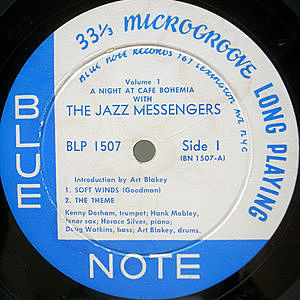 33⅓ MICROGROOVE LONG PLAYING
BLUE NOTE RECORDS 767 LEXINGTON AVE NYC
Volume 1
A NIGHT AT CAFE BOHEMIA
WITH
THE JAZZ MESSENGERS
BLP 1507 Side 1
(BN 1507-A)
Introduction by Art Blakey
1. SOFT WINDS (Goodman)
2. THE THEME
Kenny Dorham, trumpet; Hank Mobley,
tenor sax; Horace Silver, piano;
Doug Watkins, bass; Art Blakey, drums.
BLUE
NOTE